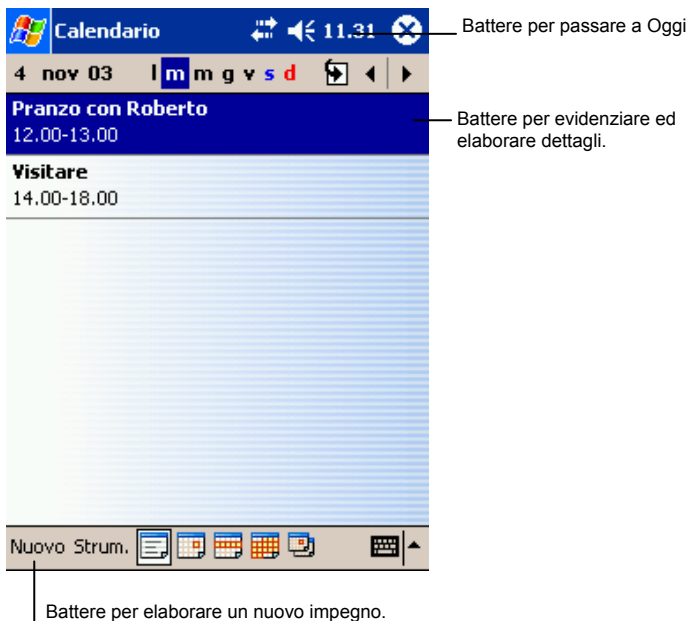 Calendario 11.31
Battere per passare a Oggi
4 nov 03 l m m g v s d
Pranzo con Roberto
12.00-13.00
Battere per evidenziare ed
elaborare dettagli.
Visitare
14.00-18.00
Nuovo Strum.
Battere per elaborare un nuovo impegno.